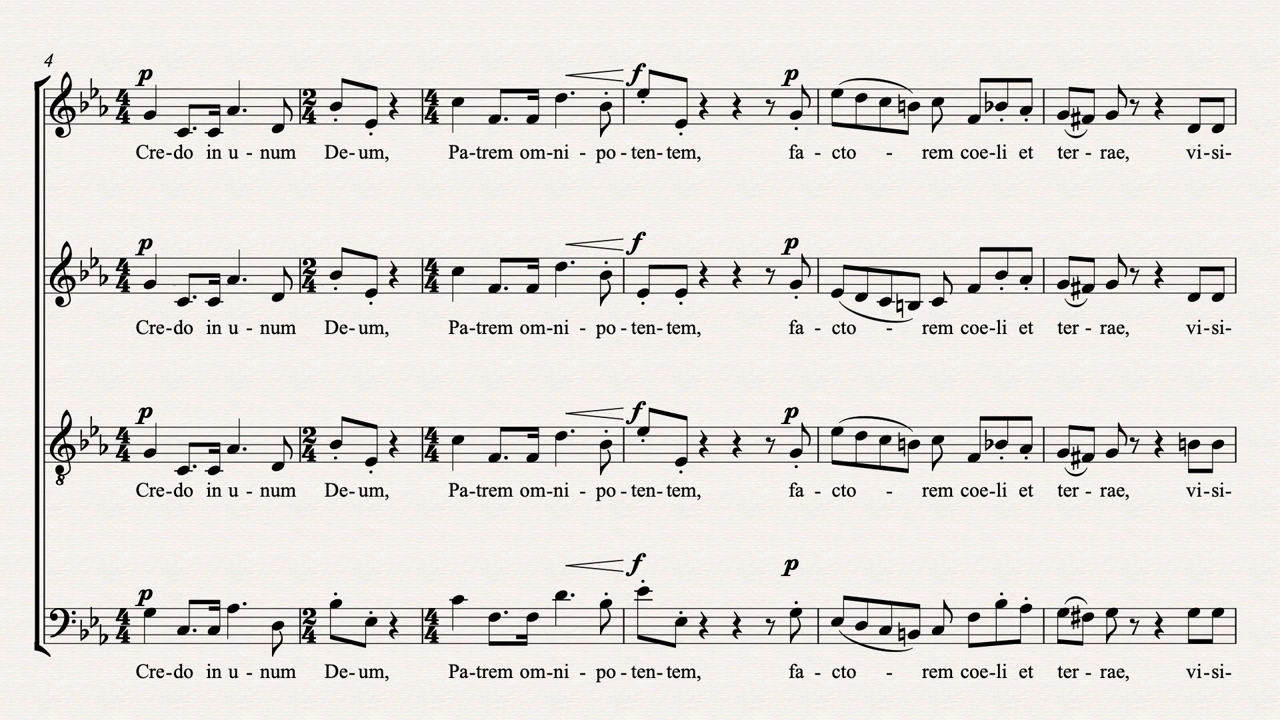 4
p f p
Cre-do in u - num De-um, Pa-trem om-ni - po-ten-tem, fa - cto - rem coe-li et ter - rae, vi-si-
p f p
Cre-do in u - num De-um, Pa-trem om-ni - po-ten-tem, fa - cto - rem coe-li et ter - rae, vi-si-
p f p
8
Cre-do in u - num De-um, Pa-trem om-ni - po-ten-tem, fa - cto - rem coe-li et ter - rae, vi-si-
f p
p
Cre-do in u - num De-um, Pa-trem om-ni - po-ten-tem, fa - cto - rem coe-li et ter - rae, vi-si-